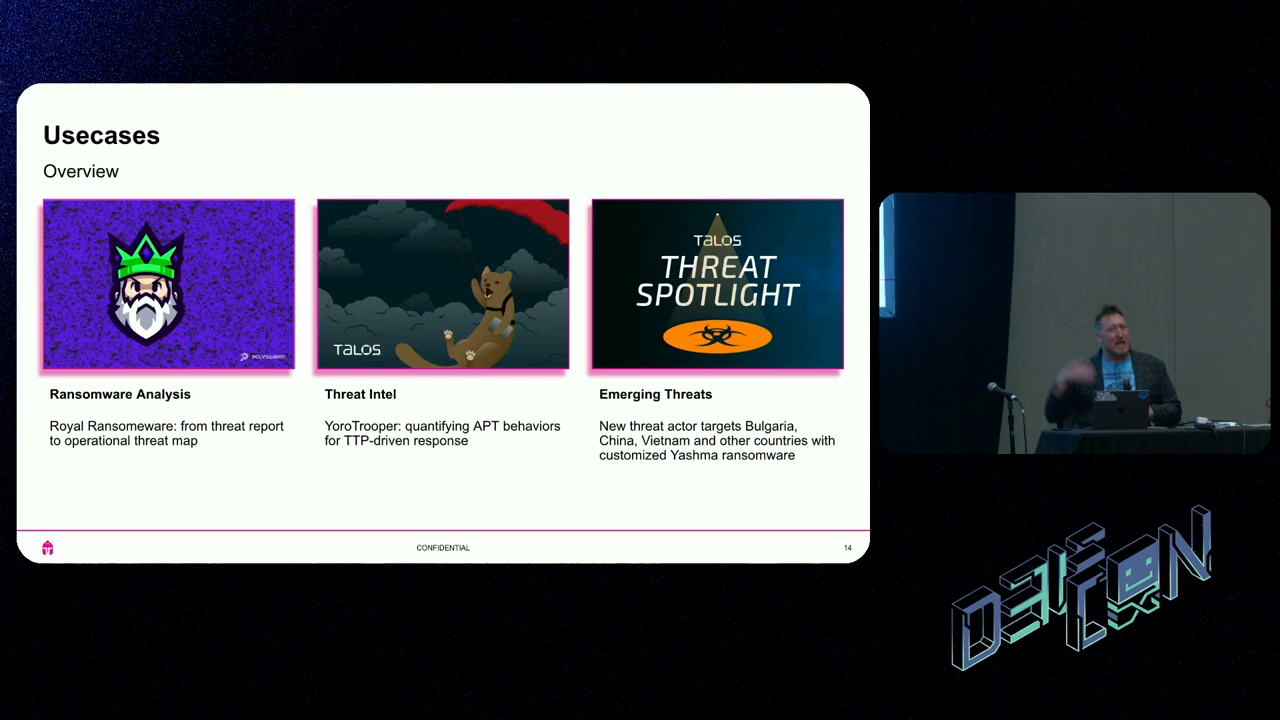 Usecases
Overview
POLYSWARM
TALOS
TALOS
THREAT
SPOTLIGHT
Ransomware Analysis
Royal Ransomeware: from threat report
to operational threat map
Threat Intel
YoroTrooper: quantifying APT behaviors
for TTP-driven response
Emerging Threats
New threat actor targets Bulgaria,
China, Vietnam and other countries with
customized Yashma ransomware
CONFIDENTIAL
14
DEF
CON